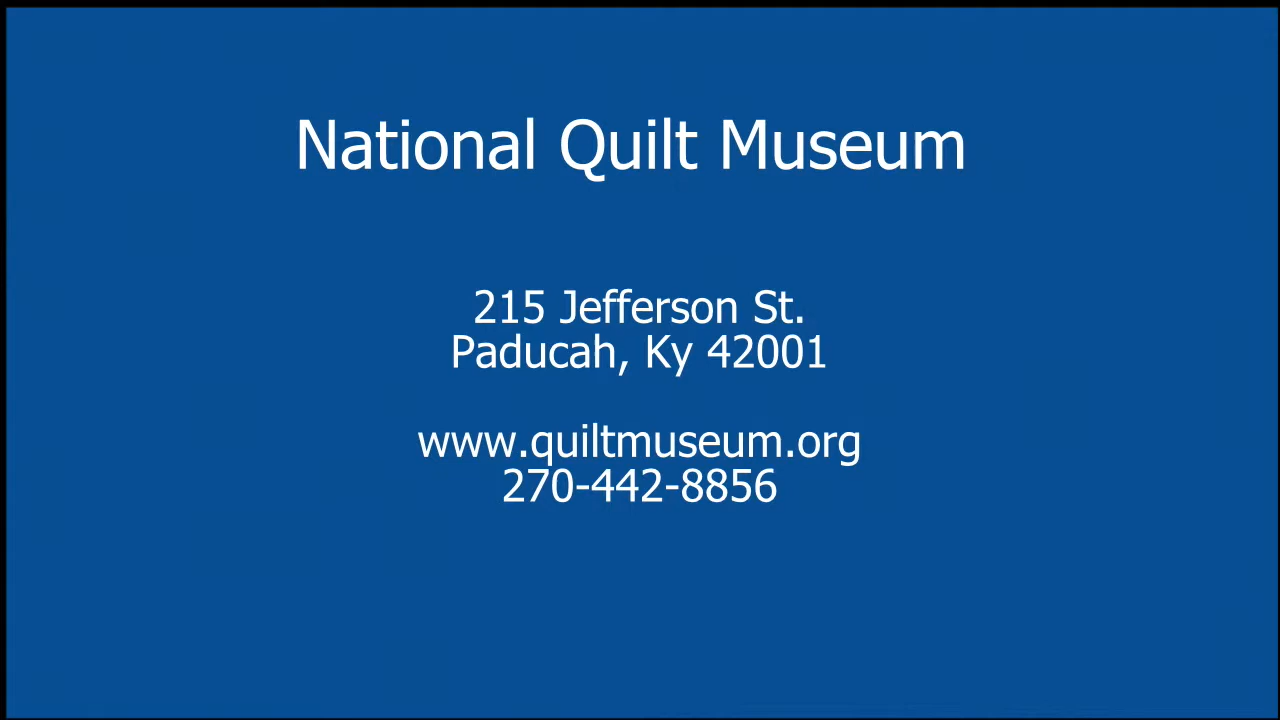 National Quilt Museum
215 Jefferson St.
Paducah, Ky 42001
www.quiltmuseum.org
270-442-8856